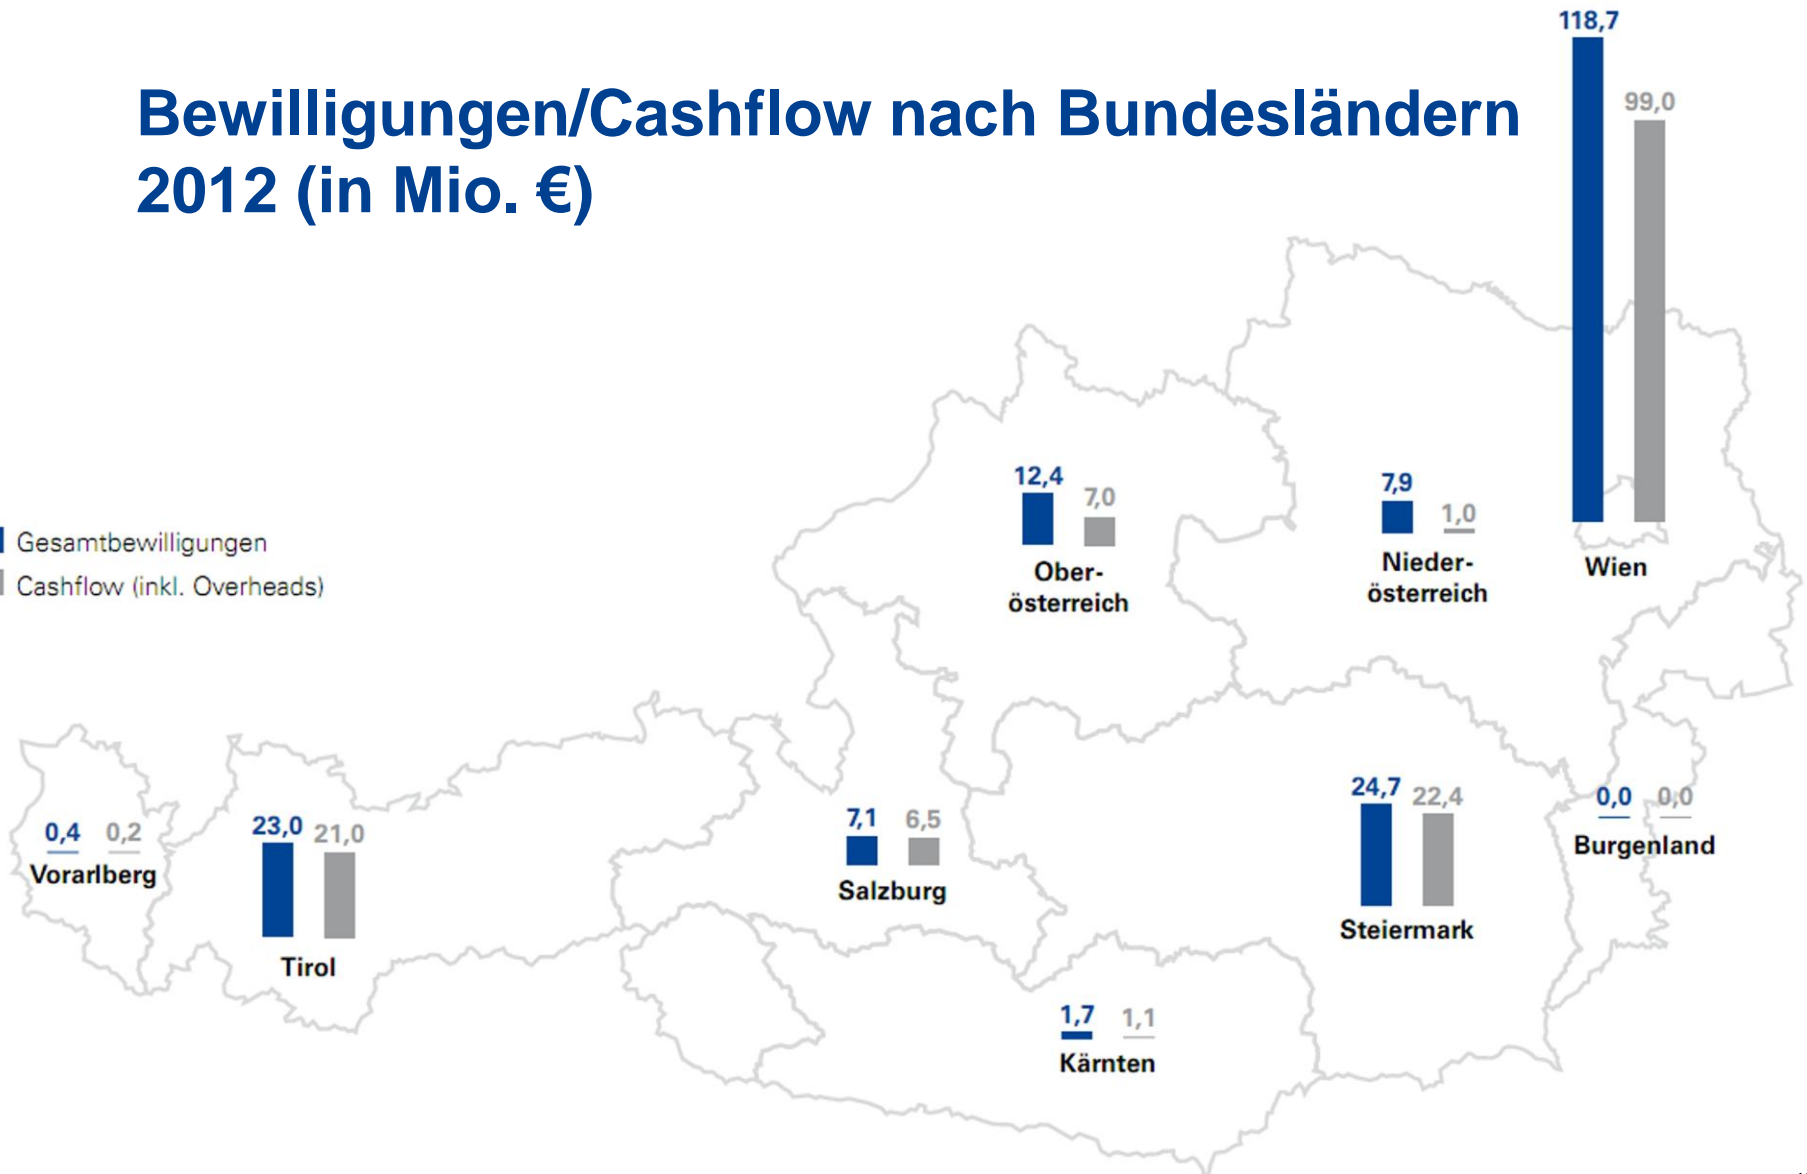 Bewilligungen/Cashflow nach Bundesländern
2012 (in Mio. €)
118,7
99,0
Wien
12,4
7,0
Ober-
österreich
7,9
1,0
Nieder-
österreich
Gesamtbewilligungen
Cashflow (inkl. Overheads)
0,4 0,2
Vorarlberg
23,0 21,0
Tirol
7,1 6,5
Salzburg
24,7 22,4
Steiermark
0,0 0,0
Burgenland
1,7 1,1
Kärnten